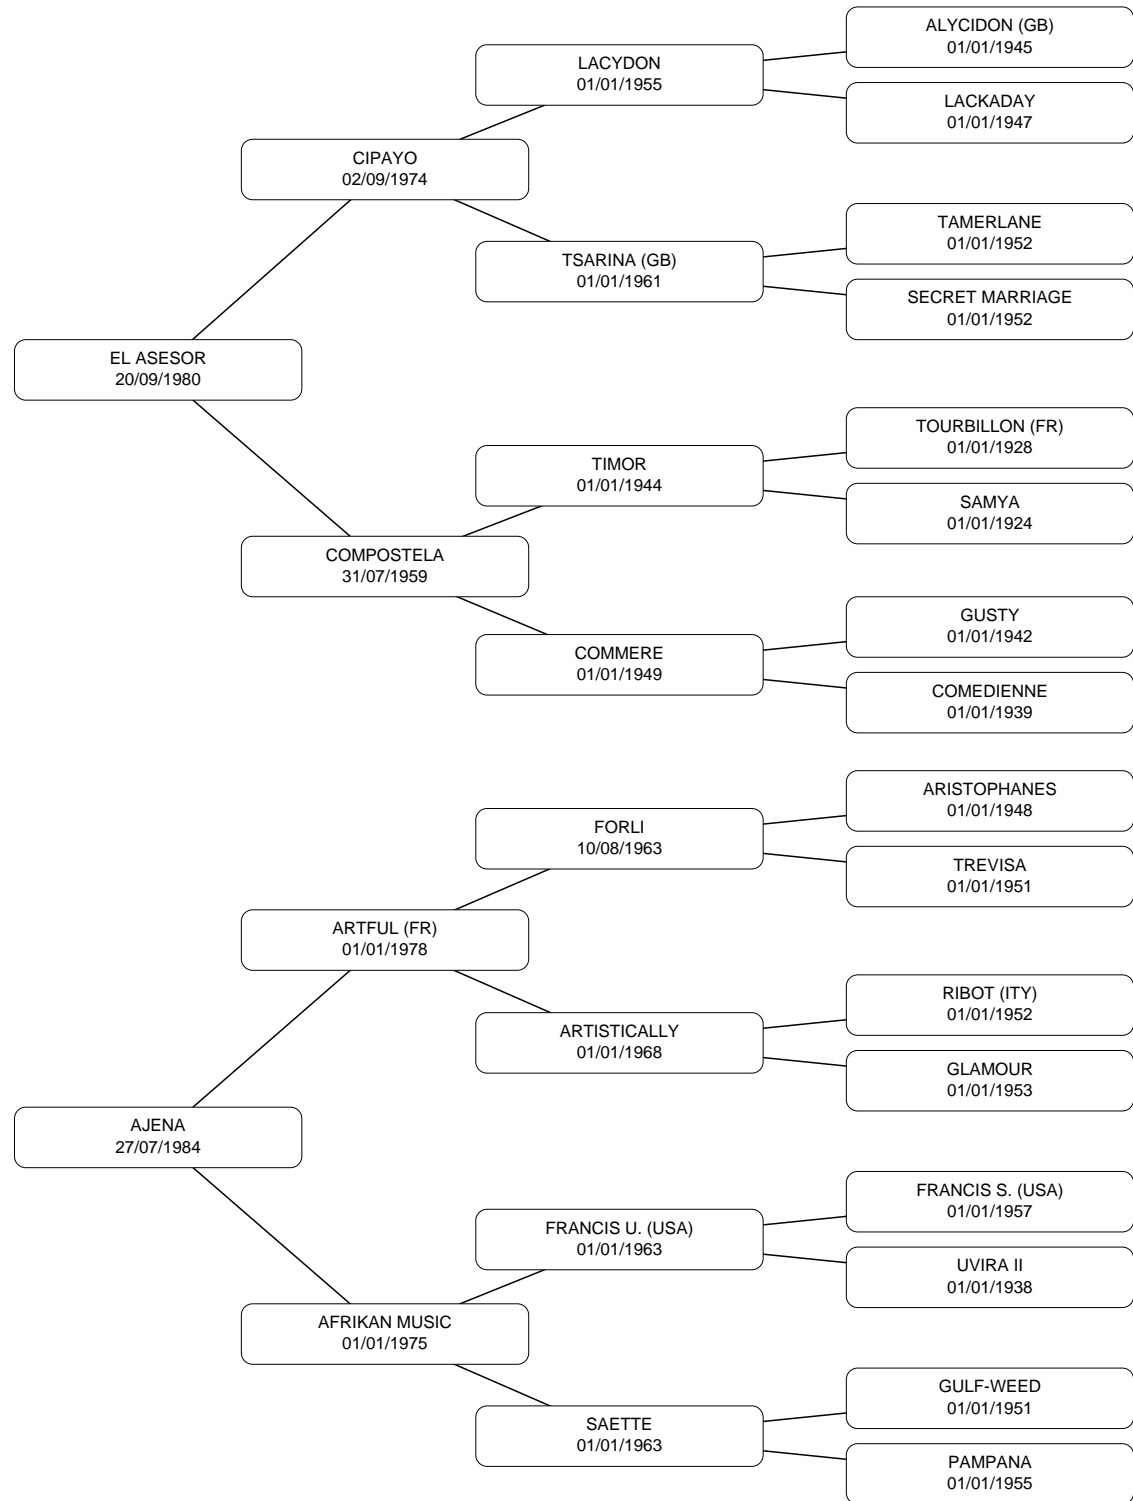 ALYCIDON (GB)
01/01/1945
LACYDON
01/01/1955
LACKADAY
01/01/1947
CIPAYO
02/09/1974
TAMERLANE
01/01/1952
TSARINA (GB)
01/01/1961
SECRET MARRIAGE
01/01/1952
EL ASESOR
20/09/1980
TOURBILLON (FR)
01/01/1928
TIMOR
01/01/1944
SAMYA
01/01/1924
COMPOSTELA
31/07/1959
GUSTY
01/01/1942
COMMERE
01/01/1949
COMEDIENNE
01/01/1939
ARISTOPHANES
01/01/1948
FORLI
10/08/1963
TREVISA
01/01/1951
ARTFUL (FR)
01/01/1978
RIBOT (ITY)
01/01/1952
ARTISTICALLY
01/01/1968
GLAMOUR
01/01/1953
AJENA
27/07/1984
FRANCIS S. (USA)
01/01/1957
FRANCIS U. (USA)
01/01/1963
UVIRA II
01/01/1938
AFRIKAN MUSIC
01/01/1975
GULF-WEED
01/01/1951
SAETTE
01/01/1963
PAMPANA
01/01/1955